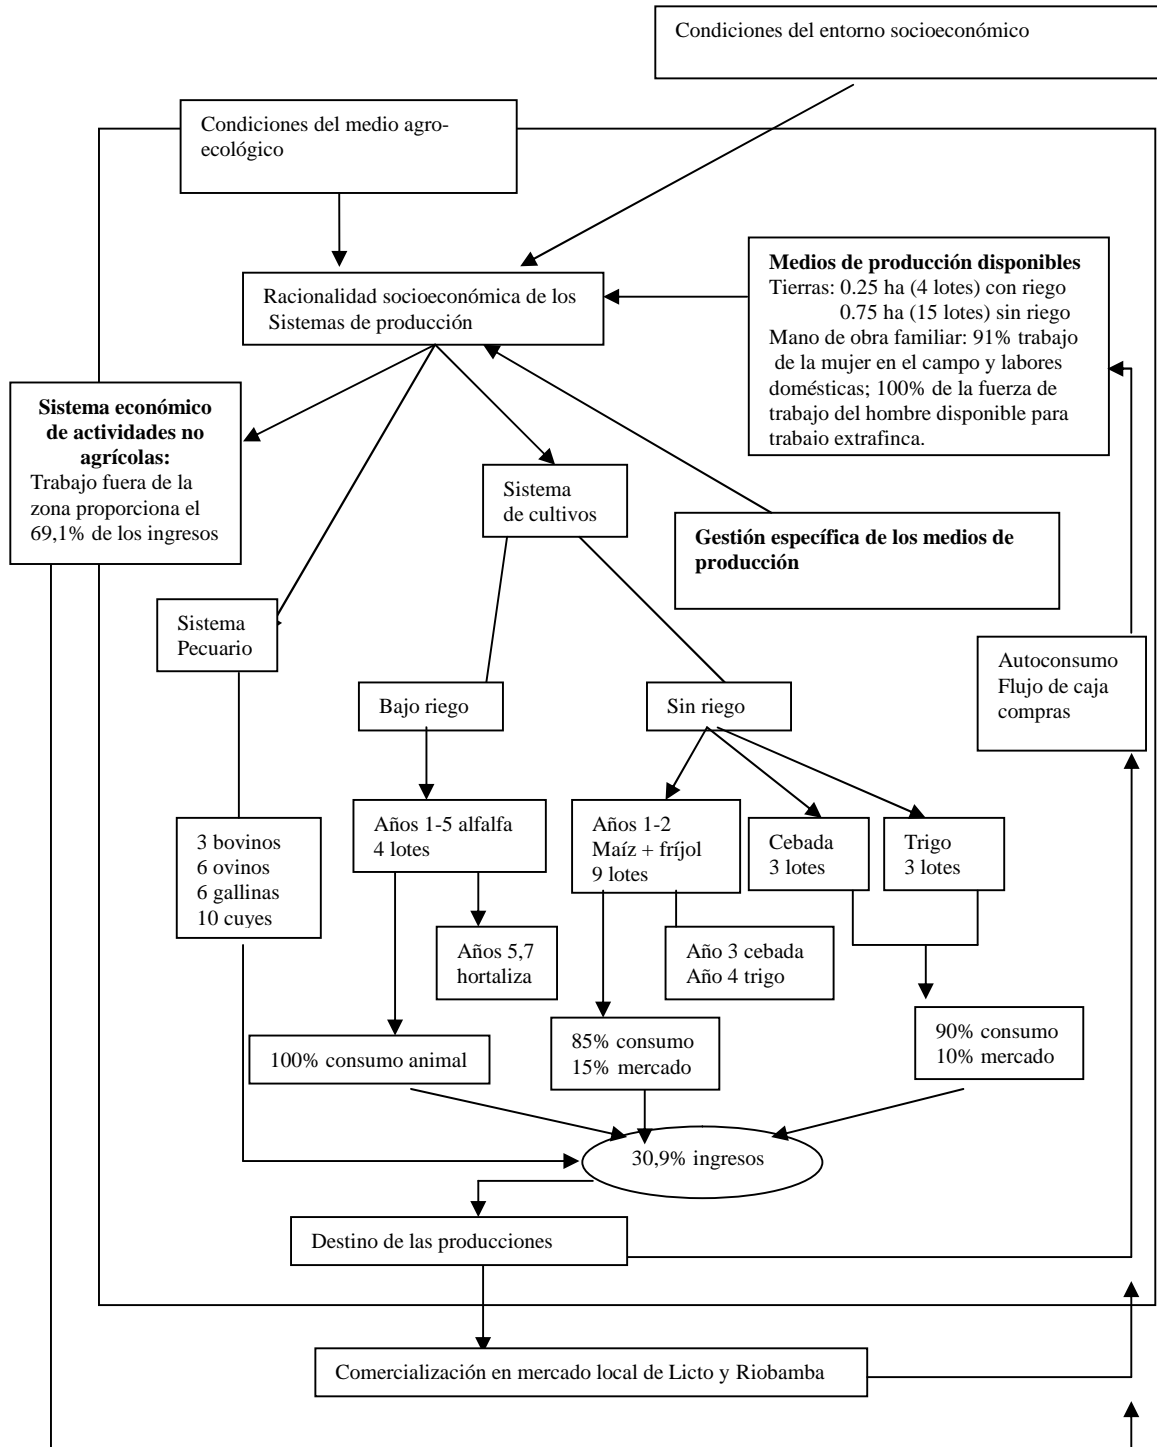 Condiciones del entorno socioeconómico
Condiciones del medio agro-
ecológico
Medios de producción disponibles
Tierras: 0.25 ha (4 lotes) con riego
0.75 ha (15 lotes) sin riego
Mano de obra familiar: 91% trabajo
de la mujer en el campo y labores
domésticas; 100% de la fuerza de
trabajo del hombre disponible para
trabajo extrafinca.
Racionalidad socioeconómica de los
Sistemas de producción
Sistema económico
de actividades no
agrícolas:
Trabajo fuera de la
zona proporciona el
69,1% de los ingresos
Sistema
de cultivos
Gestión específica de los medios de
producción
Sistema
Pecuario
Autoconsumo
Flujo de caja
compras
Bajo riego
Sin riego
3 bovinos
6 ovinos
6 gallinas
10 cuyes
Años 1-5 alfalfa
4 lotes
Años 1-2
Maíz + fríjol
9 lotes
Cebada
3 lotes
Trigo
3 lotes
Años 5,7
hortaliza
Año 3 cebada
Año 4 trigo
100% consumo animal
85% consumo
15% mercado
90% consumo
10% mercado
30,9% ingresos
Destino de las producciones
Comercialización en mercado local de Licto y Riobamba